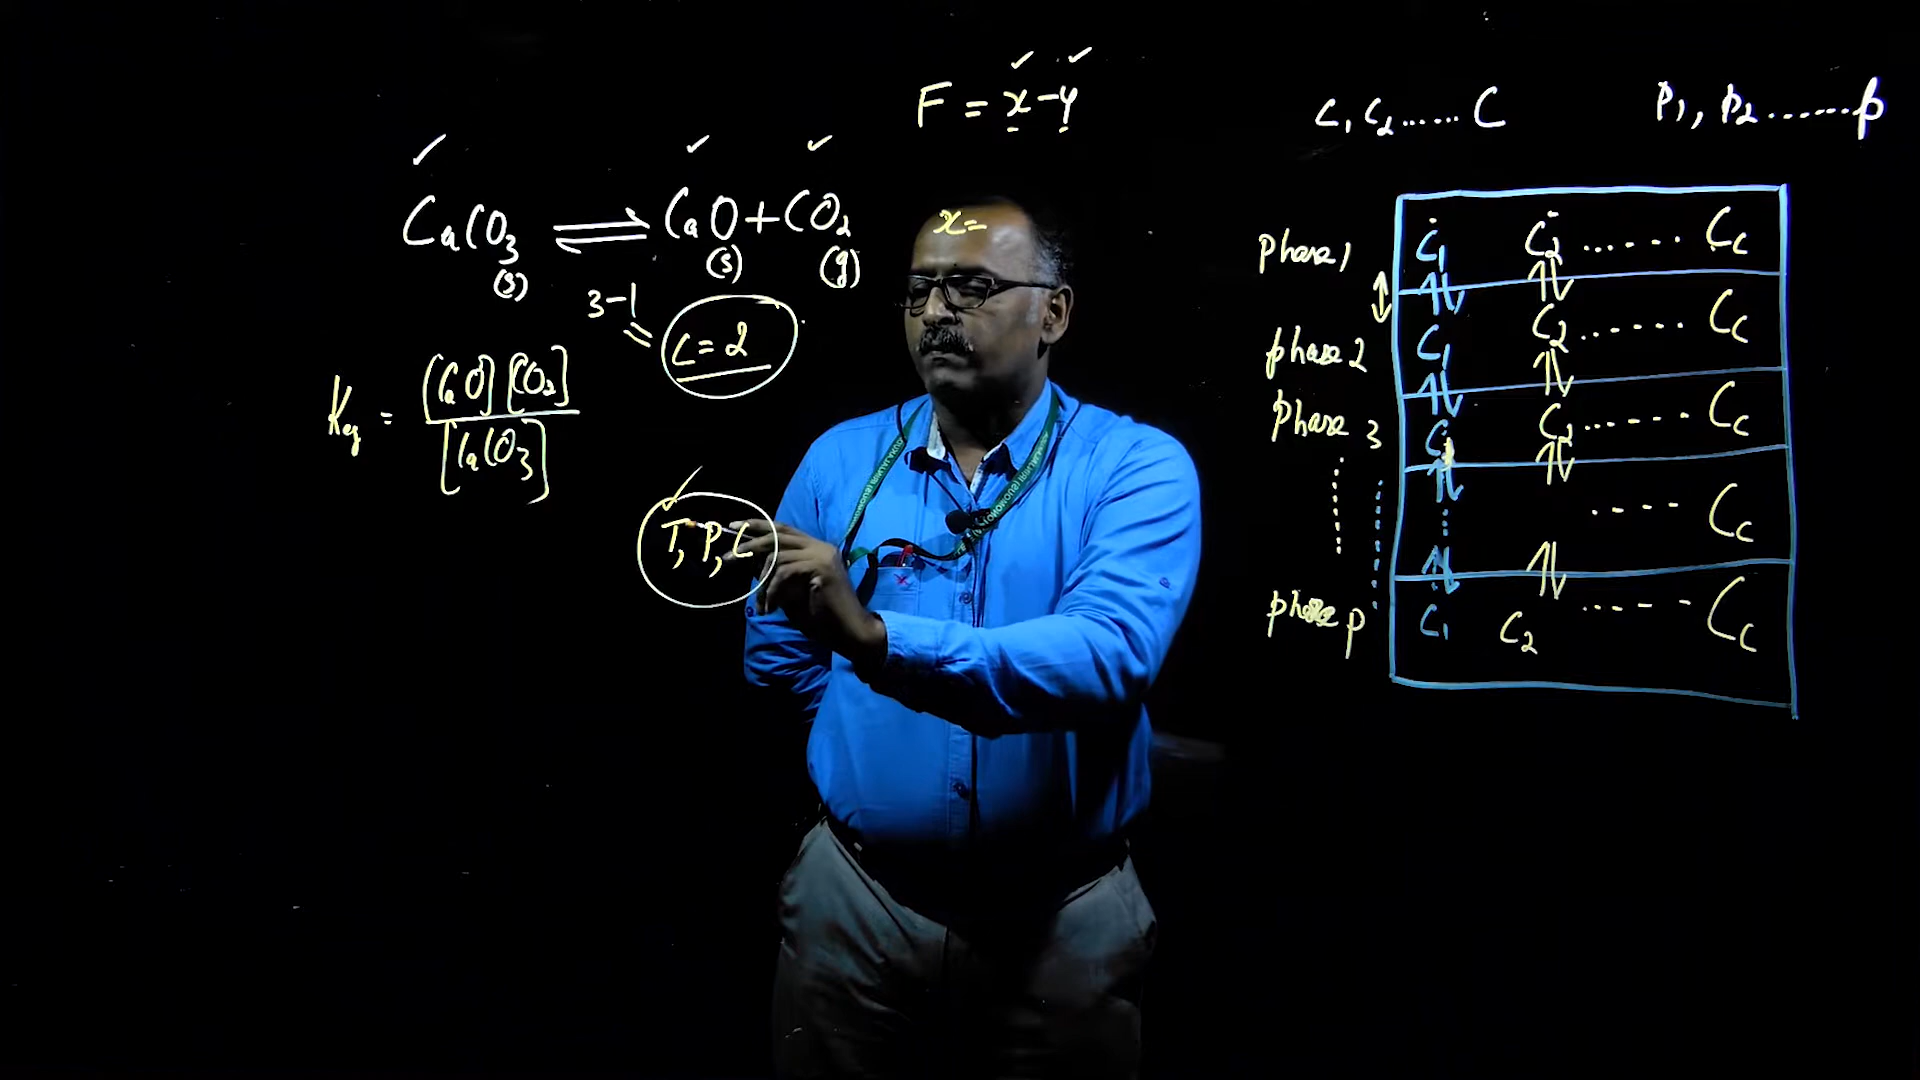 F = x - y
C1 C2 ...... C
P1, P2 ....... P
CaCO3 (s) ⇌ CaO (s) + CO2 (g)
x =
3-1 = C = 2
Keq = [CaO] [CO2] / [CaCO3]
T, P, C
phase 1 C1 C2 ...... Cc
phase 2 C1 C2 ...... Cc
phase 3 C1 C2 ...... Cc
.... Cc
phase p C1 C2 ..... Cc